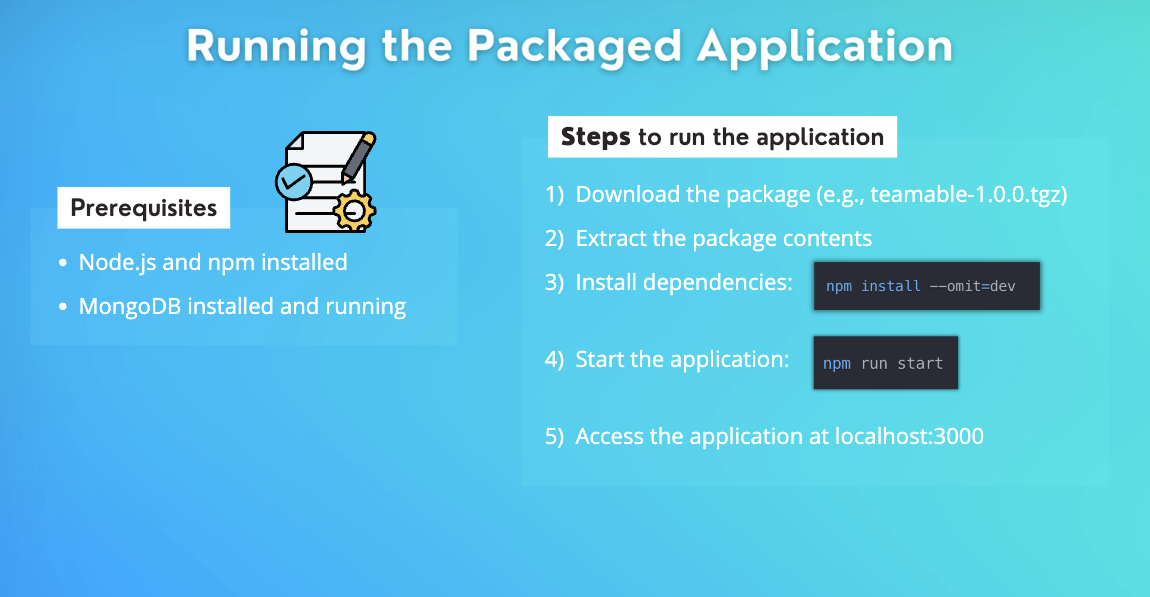 Running the Packaged Application
Prerequisites
• Node.js and npm installed
• MongoDB installed and running
Steps to run the application
1) Download the package (e.g., teamable-1.0.0.tgz)
2) Extract the package contents
3) Install dependencies: npm install --omit=dev
4) Start the application: npm run start
5) Access the application at localhost:3000